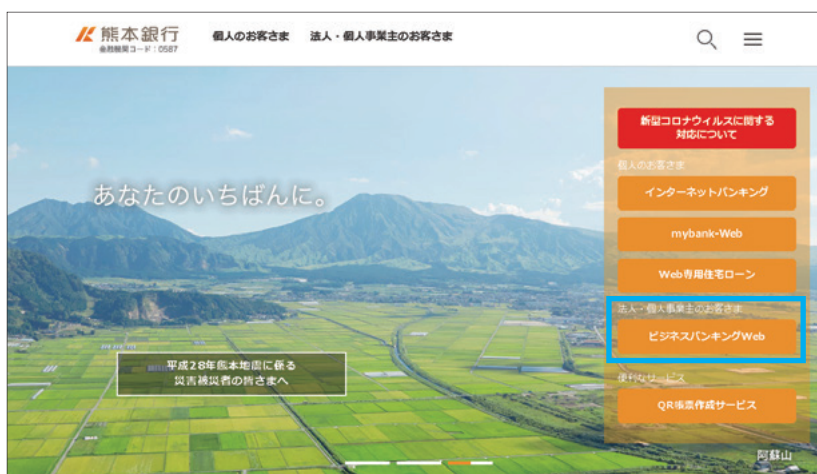 熊本銀行
金融機関コード:0587
個人のお客さま 法人・個人事業主のお客さま
新型コロナウィルスに関する
対応について
個人のお客さま
インターネットバンキング
あなたのいちばんに。
mybank-Web
Web専用住宅ローン
法人・個人事業主のお客さま
ビジネスバンキングWeb
平成28年熊本地震に係る
災害被災者の皆さまへ
便利なサービス
QR帳票作成サービス
阿蘇山